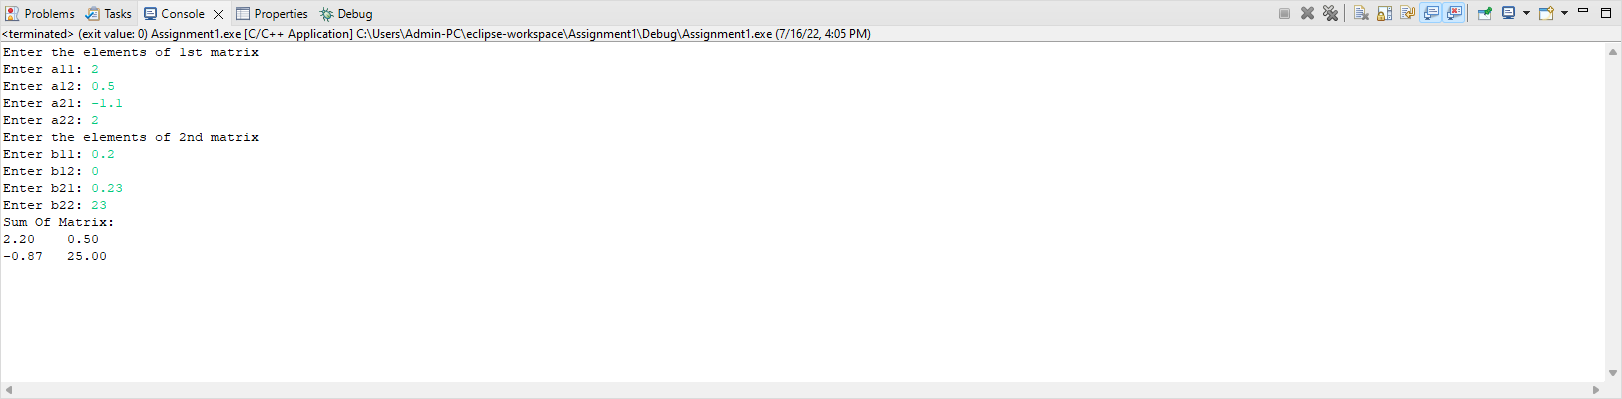 Problems Tasks Console Properties Debug
<terminated> (exit value: 0) Assignment1.exe [C/C++ Application] C:\Users\Admin-PC\eclipse-workspace\Assignment1\Debug\Assignment1.exe (7/16/22, 4:05 PM)
Enter the elements of 1st matrix
Enter a11: 2
Enter a12: 0.5
Enter a21: -1.1
Enter a22: 2
Enter the elements of 2nd matrix
Enter b11: 0.2
Enter b12: 0
Enter b21: 0.23
Enter b22: 23
Sum Of Matrix:
2.20    0.50
-0.87   25.00